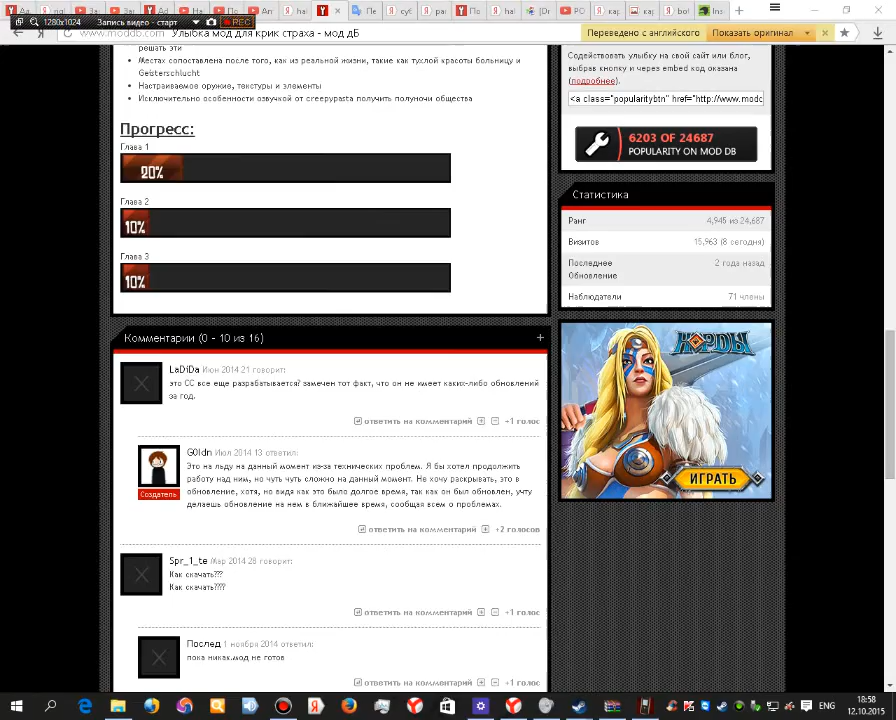 1280x1024 Запись видео - старт REC
www.moddb.com Улыбка мод для крик страха - мод дБ
Переведено с английского Показать оригинал
решать эти
Местах сопоставлена после того, как из реальной жизни, такие как тухлой красоты больницу и
Geisterschlucht
Настраиваемое оружие, текстуры и элементы
Исключительно особенности озвучкой от creepypasta получить полуночи общества
Прогресс:
Глава 1
20%
Глава 2
10%
Глава 3
10%
Содействовать улыбку на свой сайт или блог,
выбрав кнопку и через embed код оказана
(подробнее).
<a class="popularitybtn" href="http://www.modc
6203 OF 24687
POPULARITY ON MOD DB
Статистика
Ранг 4,945 из 24,687
Визитов 15,963 (8 сегодня)
Последнее 2 года назад
Обновление
Наблюдатели 71 члены
НОРДЫ
ИГРАТЬ
Комментарии (0 - 10 из 16) +
LaDiDa Июн 2014 21 говорит:
это СС все еще разрабатывается? замечен тот факт, что он не имеет каких-либо обновлений
за год.
ответить на комментарий +1 голос
G0ldn Июл 2014 13 ответил:
Это на льду на данный момент из-за технических проблем. Я бы хотел продолжить
работу над ним, но чуть чуть сложно на данный момент. Не хочу раскрывать, это в
обновление, хотя, но видя как это было долгое время, так как он был обновлен, учту
делаешь обновление на нем в ближайшее время, сообщая всем о проблемах.
Создатель
ответить на комментарий +2 голосов
Spr_1_te Мар 2014 28 говорит:
Как скачать???
Как скачать????
ответить на комментарий +1 голос
Послед 1 ноября 2014 ответил:
пока никак.мод не готов
ответить на комментарий +1 голос
ENG
18:58
12.10.2015